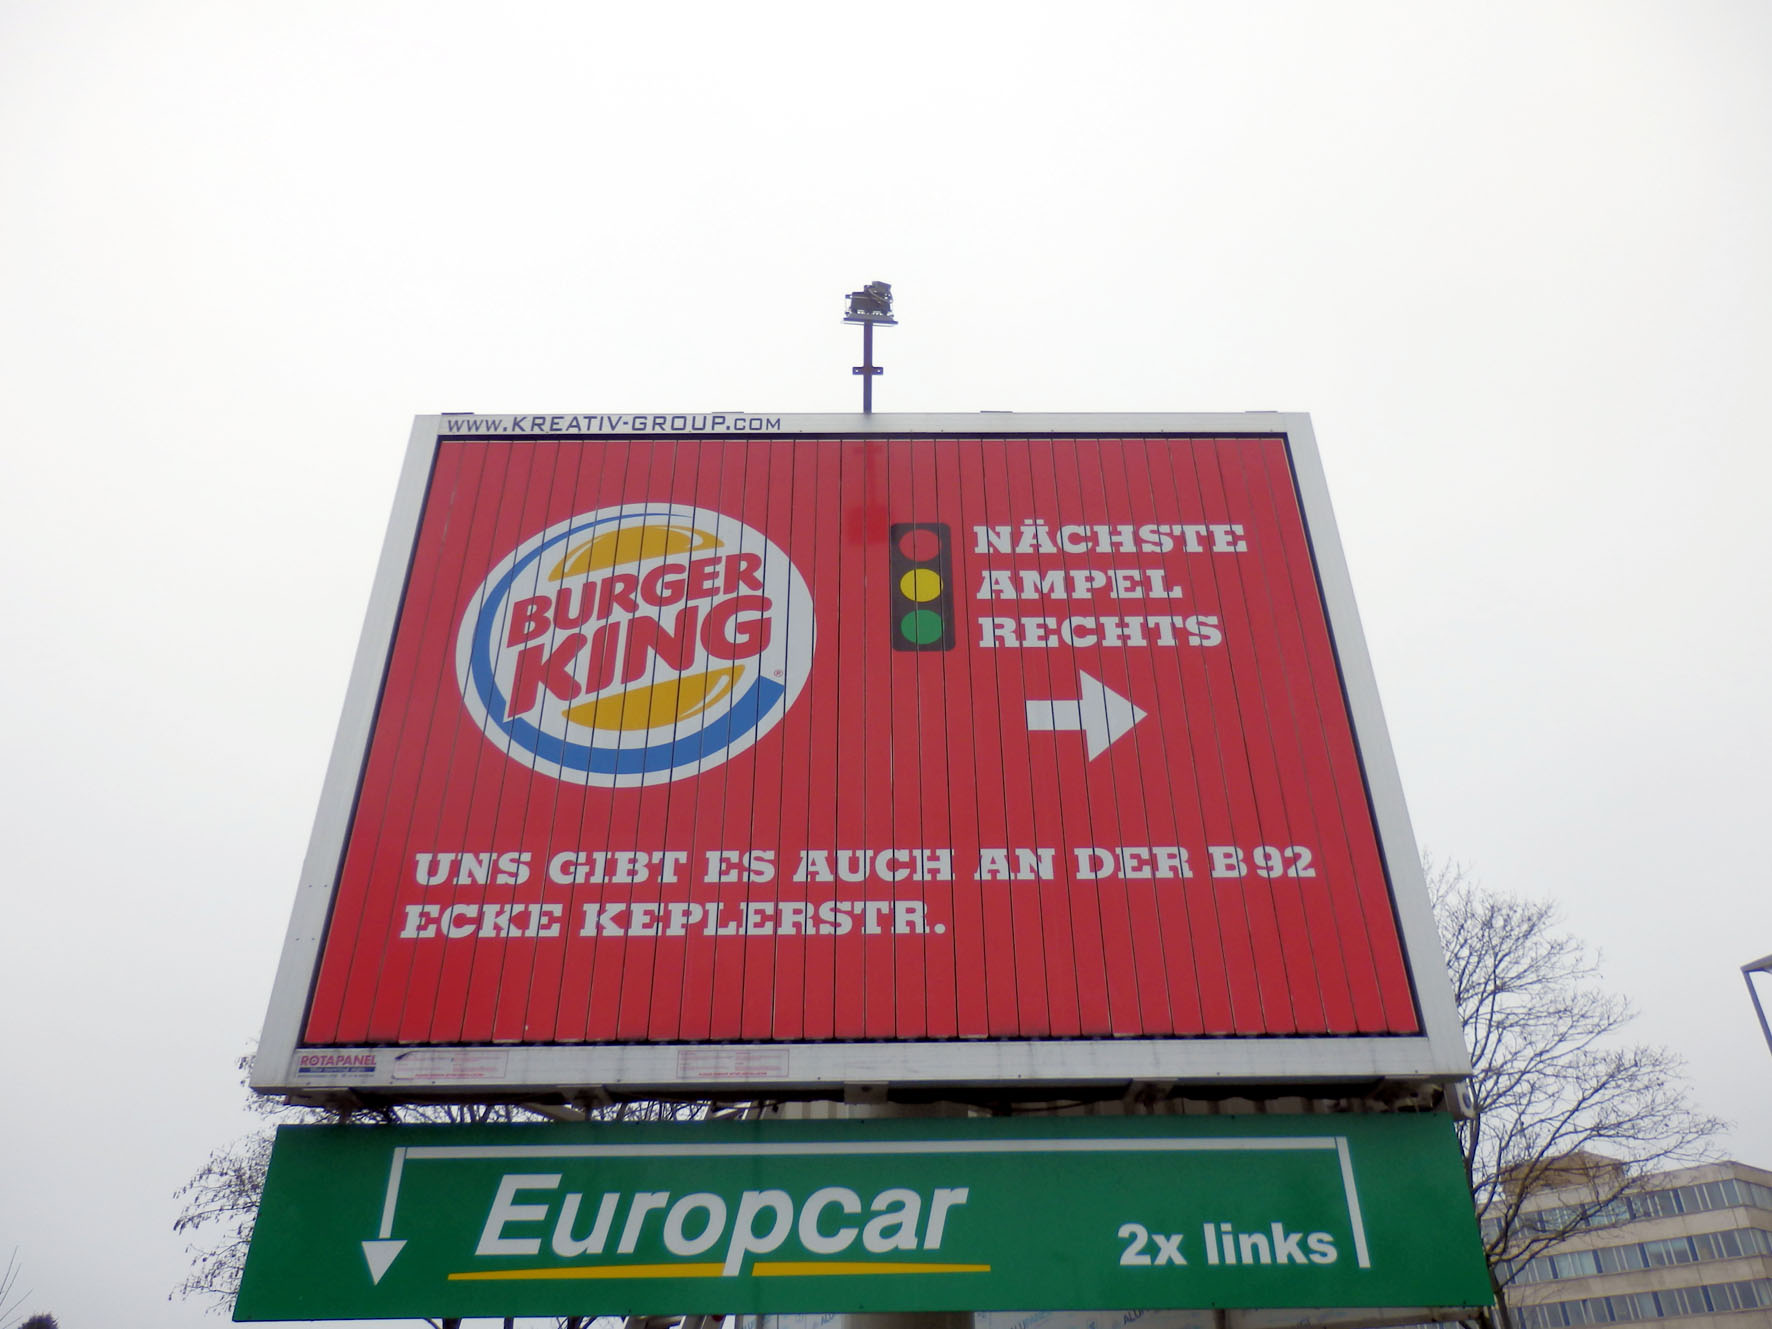 WWW.KREATIV-GROUP.COM
BURGER
KING
®
NÄCHSTE
AMPEL
RECHTS
UNS GIBT ES AUCH AN DER B92
ECKE KEPLERSTR.
ROTAPANEL
Europcar
2x links